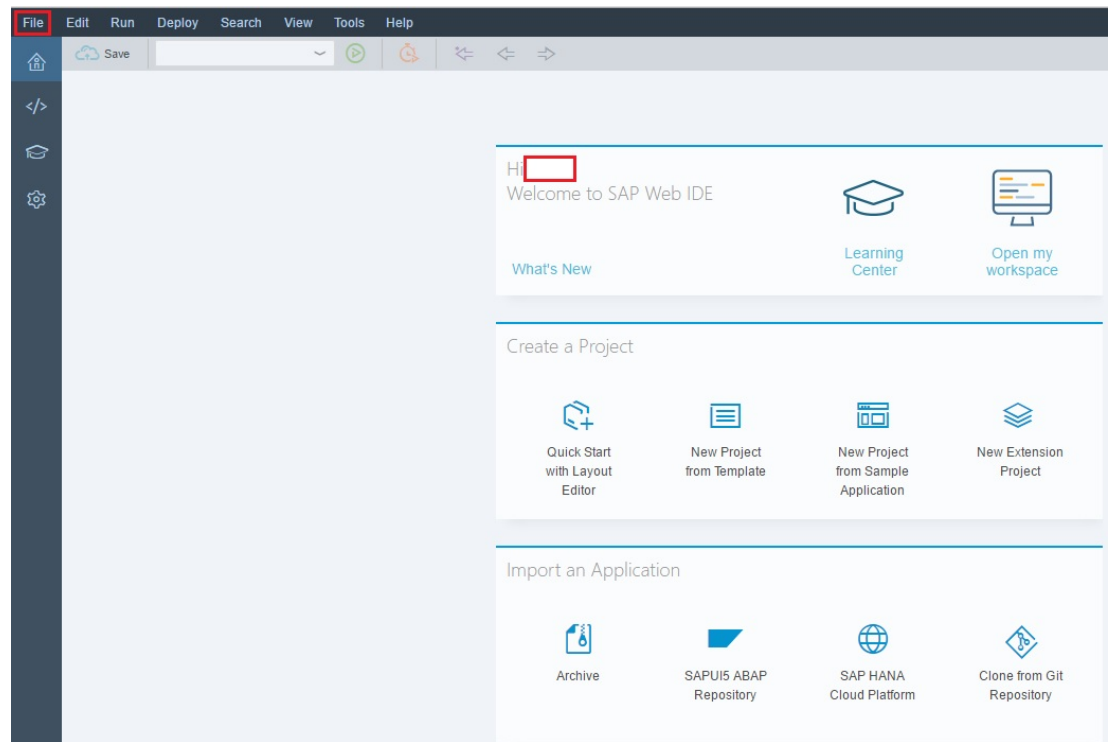 File Edit Run Deploy Search View Tools Help
Save
Hi
Welcome to SAP Web IDE
What's New
Learning
Center
Open my
workspace
Create a Project
Quick Start
with Layout
Editor
New Project
from Template
New Project
from Sample
Application
New Extension
Project
Import an Application
Archive
SAPUI5 ABAP
Repository
SAP HANA
Cloud Platform
Clone from Git
Repository